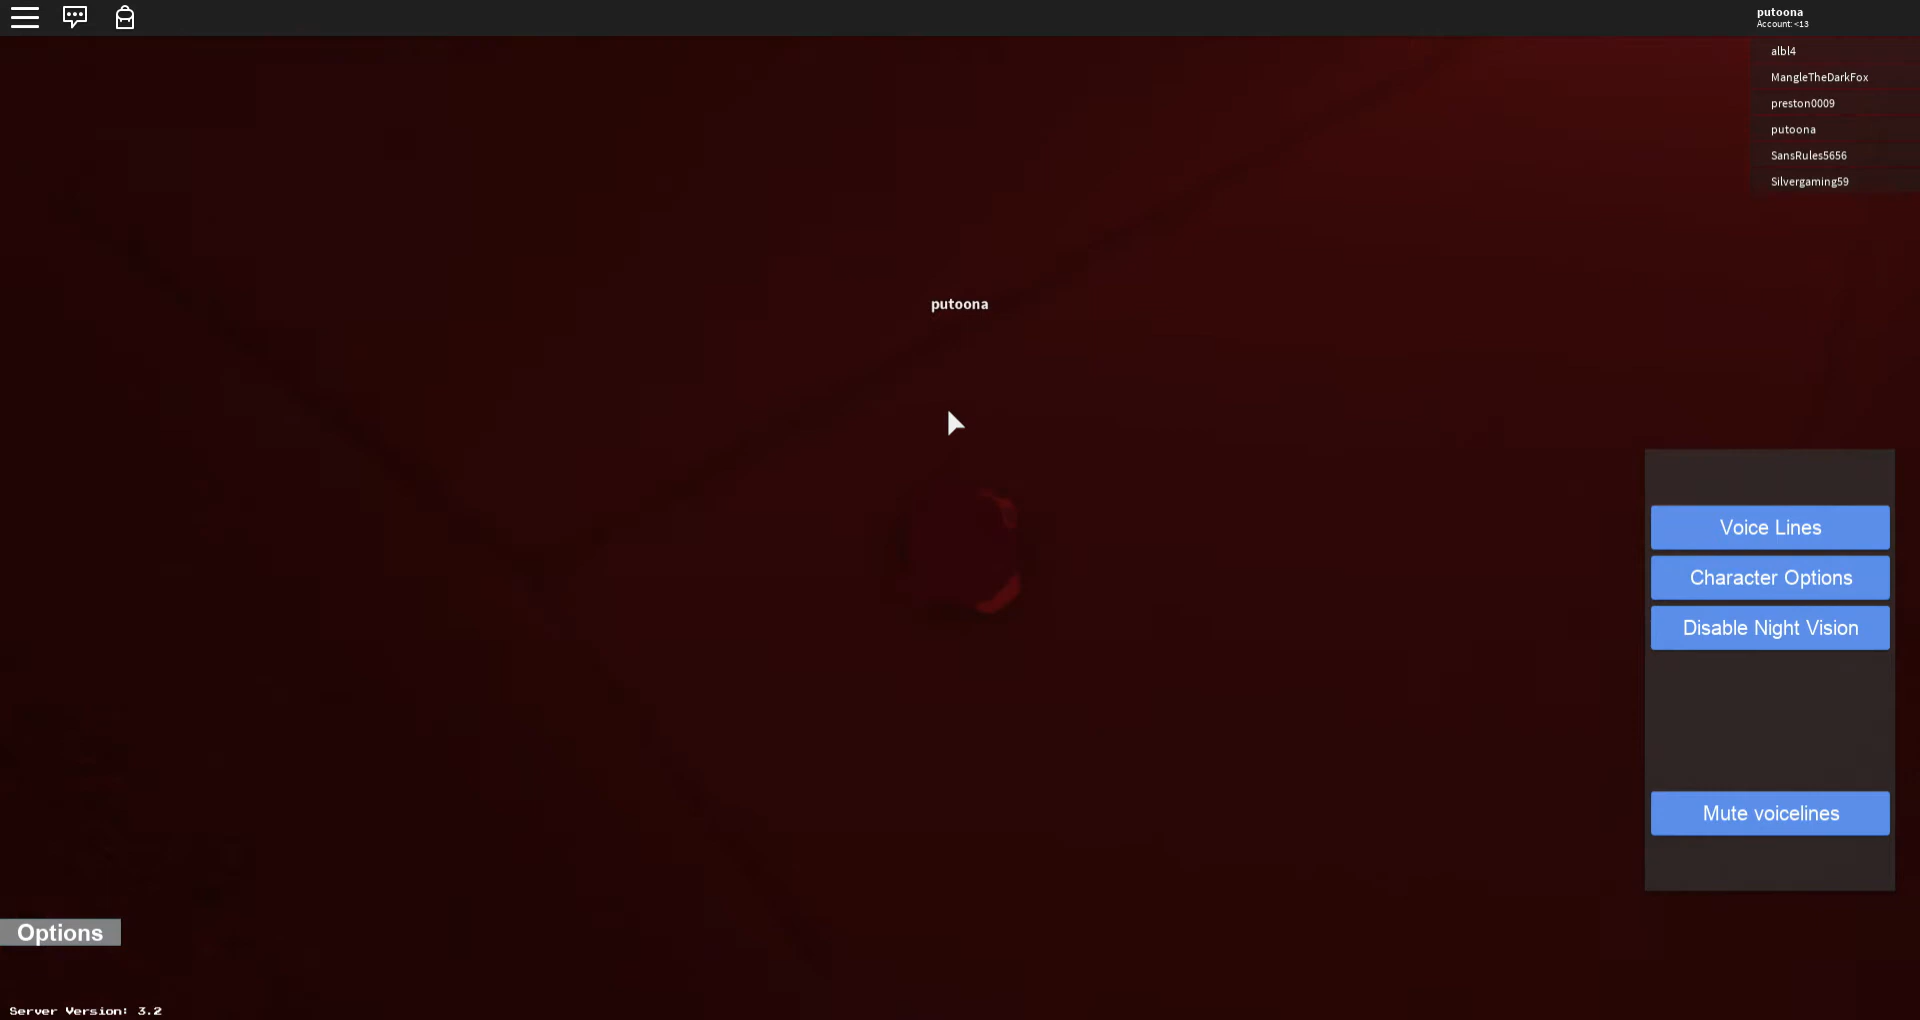 putoona
Account: <13
albl4
MangleTheDarkFox
preston0009
putoona
SansRules5656
Silvergaming59
putoona
Voice Lines
Character Options
Disable Night Vision
Mute voicelines
Options
Server Version: 3.2